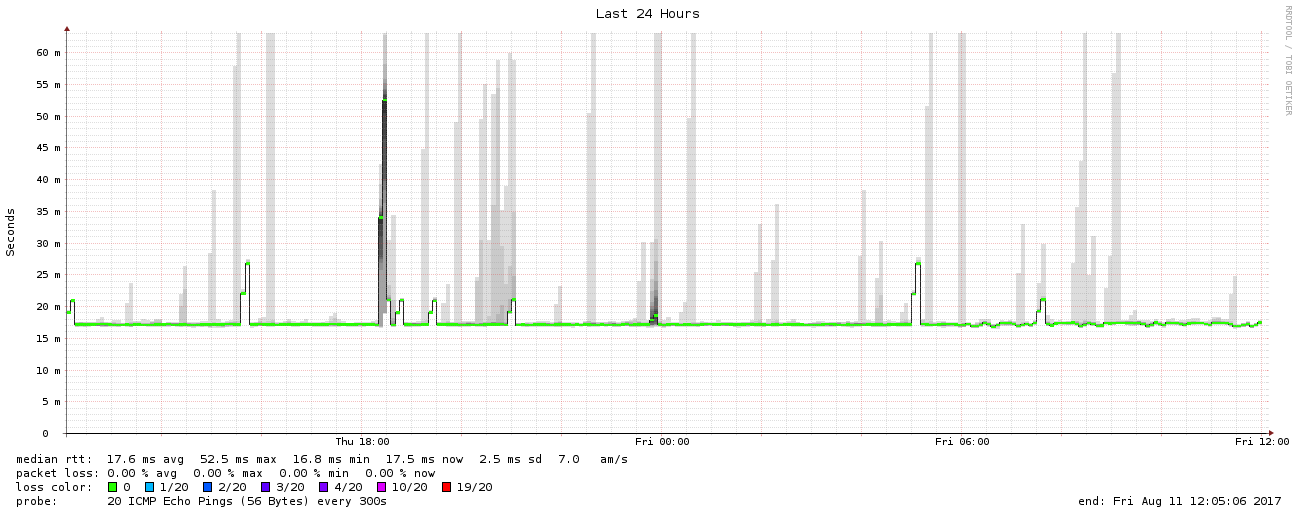 Last 24 Hours
RRDTOOL / TOBI OETIKER
Seconds
60 m
55 m
50 m
45 m
40 m
35 m
30 m
25 m
20 m
15 m
10 m
5 m
0
Thu 18:00 Fri 00:00 Fri 06:00 Fri 12:00
median rtt: 17.6 ms avg 52.5 ms max 16.8 ms min 17.5 ms now 2.5 ms sd 7.0 am/s
packet loss: 0.00 % avg 0.00 % max 0.00 % min 0.00 % now
loss color: 0 1/20 2/20 3/20 4/20 10/20 19/20
probe: 20 ICMP Echo Pings (56 Bytes) every 300s end: Fri Aug 11 12:05:06 2017